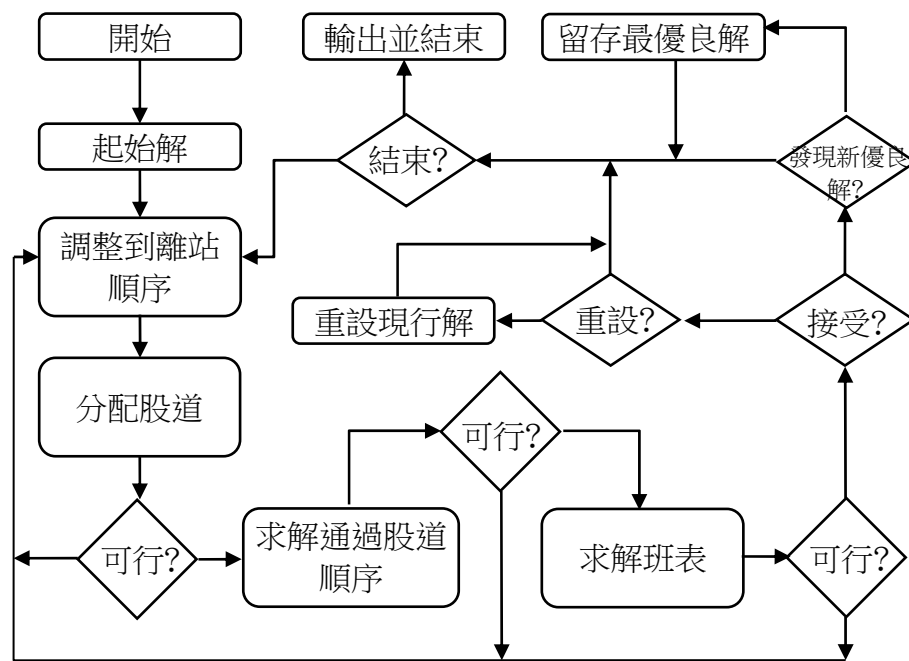 開始
輸出並結束
留存最優良解
起始解
結束?
發現新優良
解?
調整到離站
順序
重設現行解
重設?
接受?
分配股道
可行?
可行?
求解通過股道
順序
求解班表
可行?